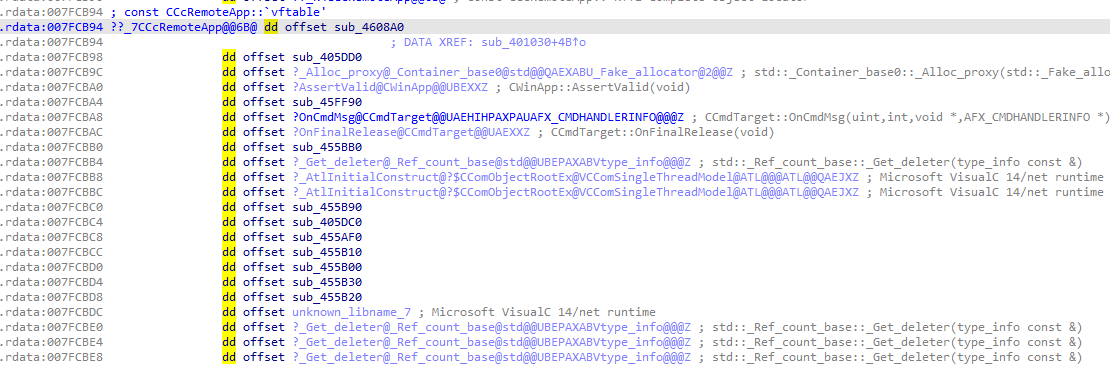 .rdata:007FCB94 ; const CCcRemoteApp::`vftable'
.rdata:007FCB94 ??_7CCcRemoteApp@@6B@ dd offset sub_4608A0
.rdata:007FCB94 ; DATA XREF: sub_401030+4B↑o
.rdata:007FCB98 dd offset sub_405DD0
.rdata:007FCB9C dd offset ?_Alloc_proxy@_Container_base0@std@@QAEXABU_Fake_allocator@2@@Z ; std::_Container_base0::_Alloc_proxy(std::_Fake_allo
.rdata:007FCBA0 dd offset ?AssertValid@CWinApp@@UBEXXZ ; CWinApp::AssertValid(void)
.rdata:007FCBA4 dd offset sub_45FF90
.rdata:007FCBA8 dd offset ?OnCmdMsg@CCmdTarget@@UAEHIHPAXPAUAFX_CMDHANDLERINFO@@@Z ; CCmdTarget::OnCmdMsg(uint,int,void *,AFX_CMDHANDLERINFO *)
.rdata:007FCBAC dd offset ?OnFinalRelease@CCmdTarget@@UAEXXZ ; CCmdTarget::OnFinalRelease(void)
.rdata:007FCBB0 dd offset sub_455BB0
.rdata:007FCBB4 dd offset ?_Get_deleter@_Ref_count_base@std@@UBEPAXABVtype_info@@@Z ; std::_Ref_count_base::_Get_deleter(type_info const &)
.rdata:007FCBB8 dd offset ?_AtlInitialConstruct@?$CComObjectRootEx@VCComSingleThreadModel@ATL@@@ATL@@QAEJXZ ; Microsoft VisualC 14/net runtime
.rdata:007FCBBC dd offset ?_AtlInitialConstruct@?$CComObjectRootEx@VCComSingleThreadModel@ATL@@@ATL@@QAEJXZ ; Microsoft VisualC 14/net runtime
.rdata:007FCBC0 dd offset sub_455B90
.rdata:007FCBC4 dd offset sub_405DC0
.rdata:007FCBC8 dd offset sub_455AF0
.rdata:007FCBCC dd offset sub_455B10
.rdata:007FCBD0 dd offset sub_455B00
.rdata:007FCBD4 dd offset sub_455B30
.rdata:007FCBD8 dd offset sub_455B20
.rdata:007FCBDC dd offset unknown_libname_7 ; Microsoft VisualC 14/net runtime
.rdata:007FCBE0 dd offset ?_Get_deleter@_Ref_count_base@std@@UBEPAXABVtype_info@@@Z ; std::_Ref_count_base::_Get_deleter(type_info const &)
.rdata:007FCBE4 dd offset ?_Get_deleter@_Ref_count_base@std@@UBEPAXABVtype_info@@@Z ; std::_Ref_count_base::_Get_deleter(type_info const &)
.rdata:007FCBE8 dd offset ?_Get_deleter@_Ref_count_base@std@@UBEPAXABVtype_info@@@Z ; std::_Ref_count_base::_Get_deleter(type_info const &)